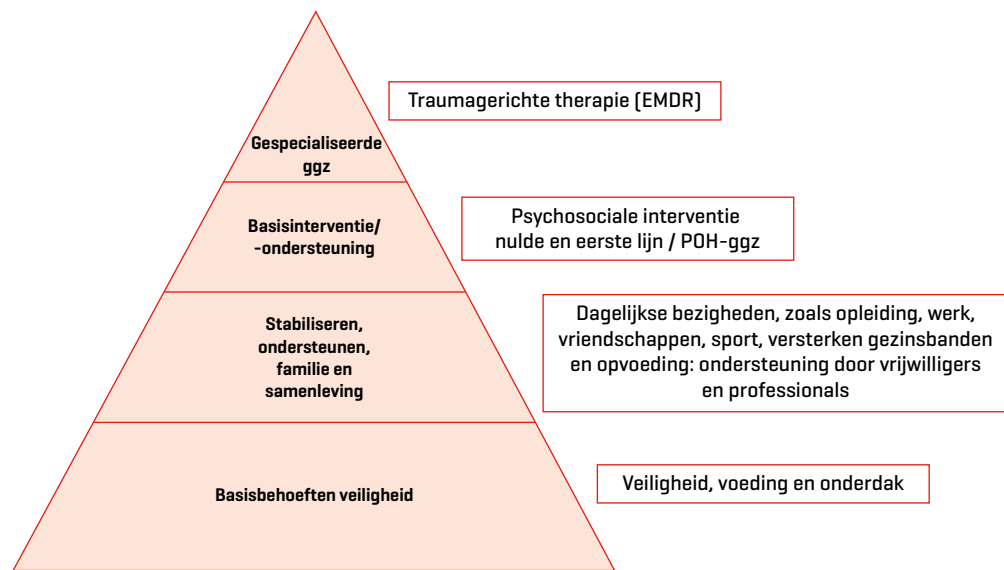 Traumagerichte therapie (EMDR)
Gespecialiseerde
ggz
Basisinterventie/
-ondersteuning
Psychosociale interventie
nulde en eerste lijn / POH-ggz
Stabiliseren,
ondersteunen,
familie en
samenleving
Dagelijkse bezigheden, zoals opleiding, werk,
vriendschappen, sport, versterken gezinsbanden
en opvoeding: ondersteuning door vrijwilligers
en professionals
Basisbehoeften veiligheid
Veiligheid, voeding en onderdak